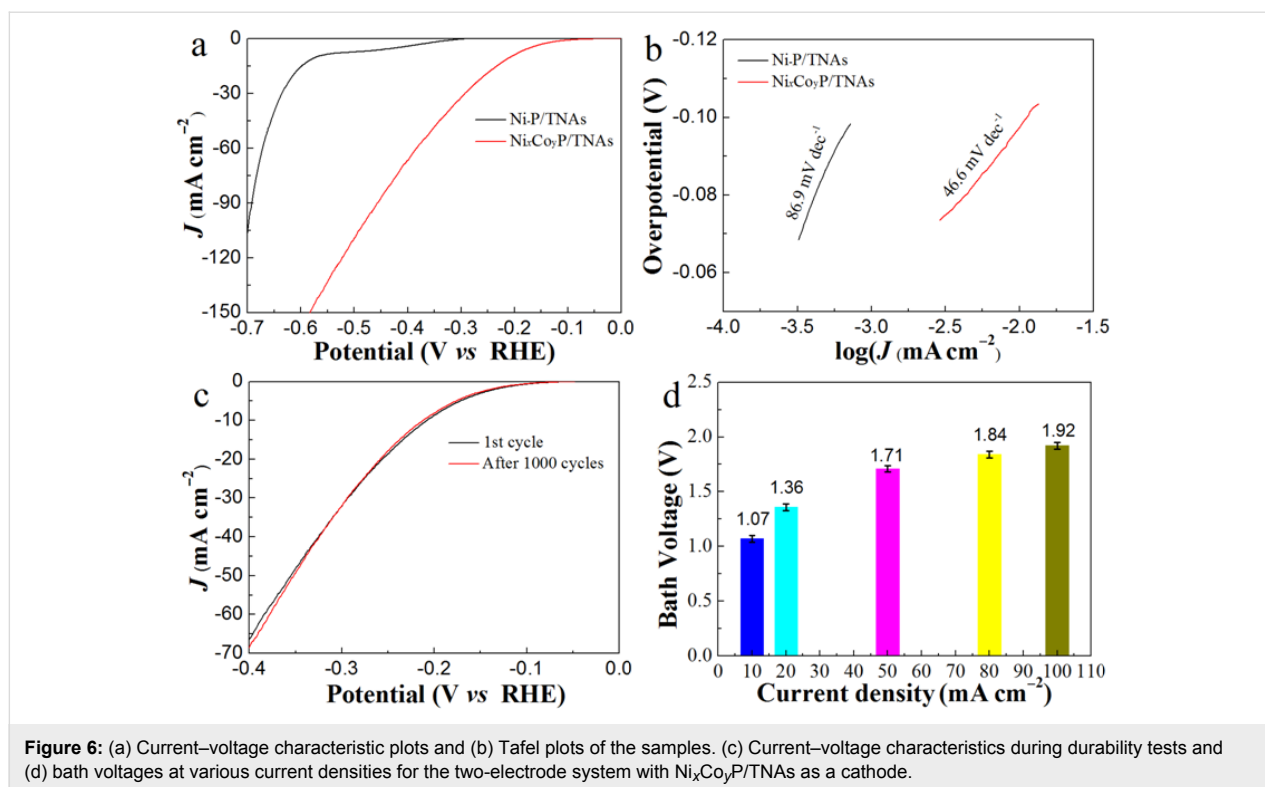 a
0
-30
-60
-90
-120
-150
J (mA cm⁻²)
Ni-P/TNAs
NiₓCoᵧP/TNAs
-0.7 -0.6 -0.5 -0.4 -0.3 -0.2 -0.1 0.0
Potential (V vs RHE)
b
-0.12
-0.10
-0.08
-0.06
Overpotential (V)
Ni-P/TNAs
NiₓCoᵧP/TNAs
86.9 mV dec⁻¹
46.6 mV dec⁻¹
-4.0 -3.5 -3.0 -2.5 -2.0 -1.5
log(J (mA cm⁻²)
c
0
-10
-20
-30
-40
-50
-60
-70
J (mA cm⁻²)
1st cycle
After 1000 cycles
-0.4 -0.3 -0.2 -0.1 0.0
Potential (V vs RHE)
d
2.5
2.0
1.5
1.0
0.5
0.0
Bath Voltage (V)
1.07
1.36
1.71
1.84
1.92
0 10 20 30 40 50 60 70 80 90 100 110
Current density (mA cm⁻²)
Figure 6: (a) Current–voltage characteristic plots and (b) Tafel plots of the samples. (c) Current–voltage characteristics during durability tests and
(d) bath voltages at various current densities for the two-electrode system with NiₓCoᵧP/TNAs as a cathode.